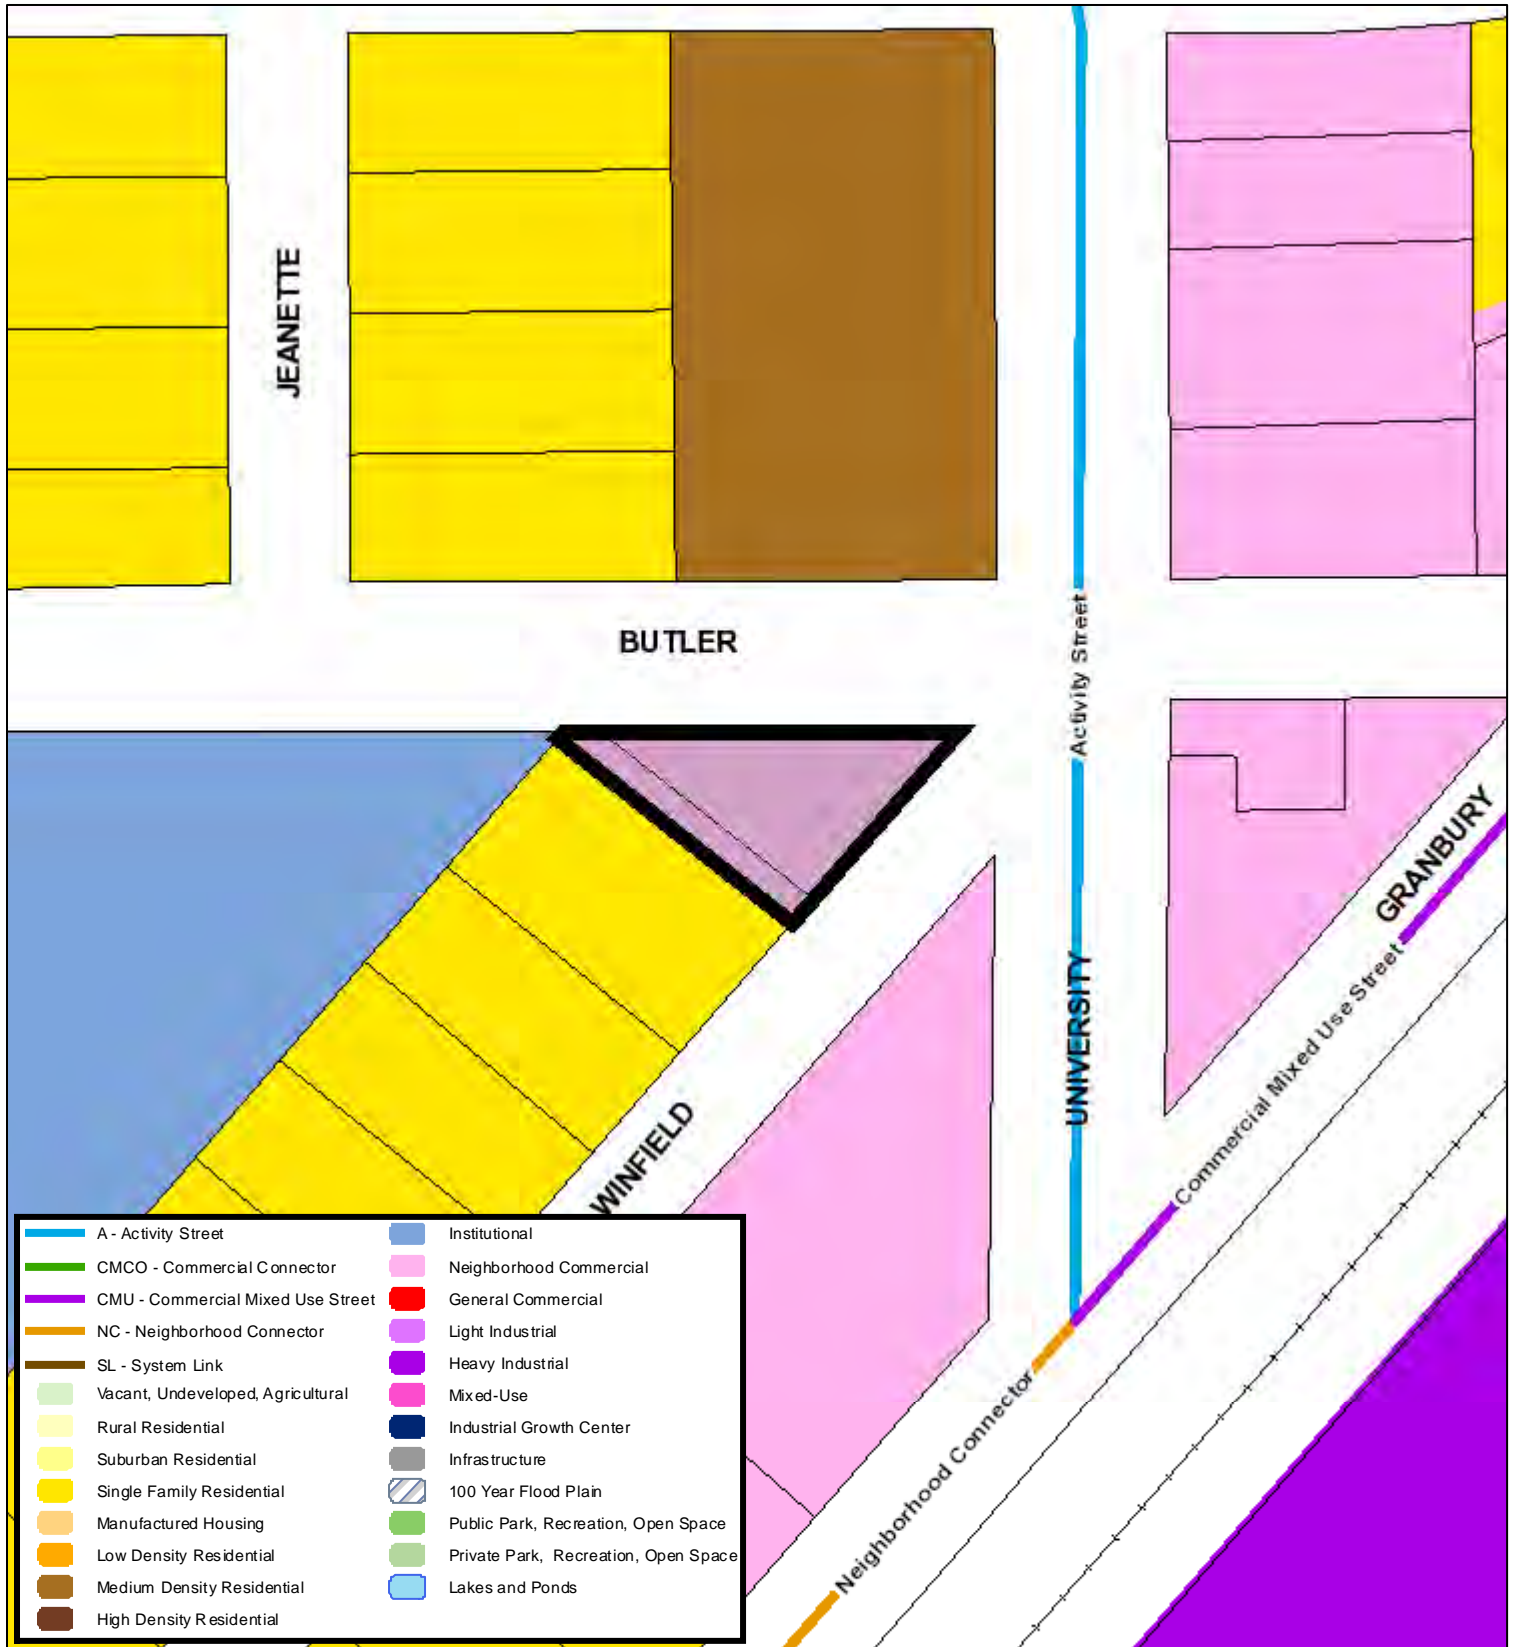 JEANETTE
BUTLER
Activity Street
GRANBURY
UNIVERSITY
Commercial Mixed Use Street
WINFIELD
Neighborhood Connector
A - Activity Street
CMCO - Commercial Connector
CMU - Commercial Mixed Use Street
NC - Neighborhood Connector
SL - System Link
Vacant, Undeveloped, Agricultural
Rural Residential
Suburban Residential
Single Family Residential
Manufactured Housing
Low Density Residential
Medium Density Residential
High Density Residential
Institutional
Neighborhood Commercial
General Commercial
Light Industrial
Heavy Industrial
Mixed-Use
Industrial Growth Center
Infrastructure
100 Year Flood Plain
Public Park, Recreation, Open Space
Private Park, Recreation, Open Space
Lakes and Ponds